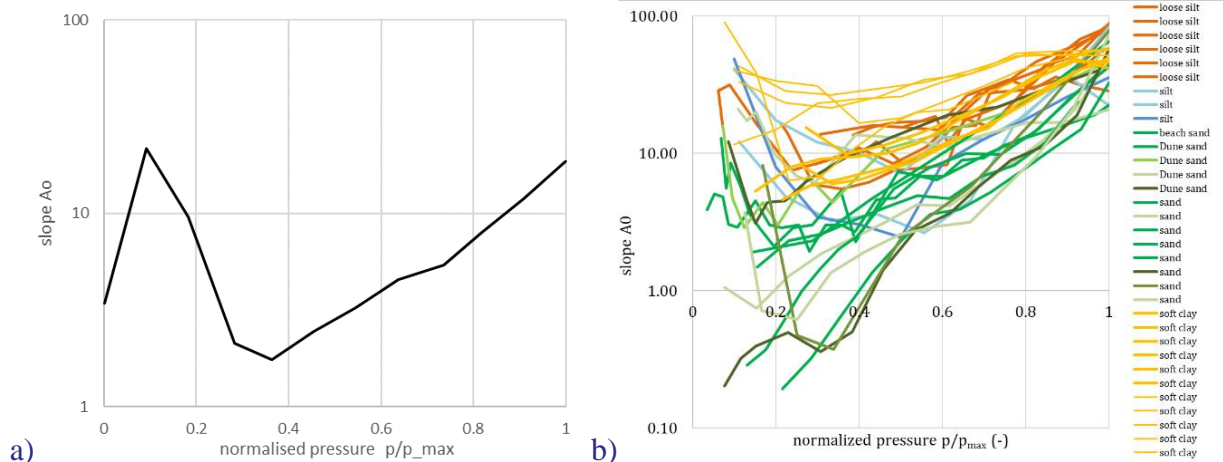 100
10
1
slope Ao
0
0.2
0.4
0.6
0.8
1
normalised pressure p/p_max
a)
100.00
10.00
1.00
0.10
slope A0
0
0.2
0.4
0.6
0.8
1
normalized pressure p/pmax (-)
b)
loose silt
loose silt
loose silt
loose silt
loose silt
loose silt
silt
silt
silt
beach sand
Dune sand
Dune sand
Dune sand
Dune sand
sand
sand
sand
sand
sand
sand
sand
sand
soft clay
soft clay
soft clay
soft clay
soft clay
soft clay
soft clay
soft clay
soft clay
soft clay
soft clay